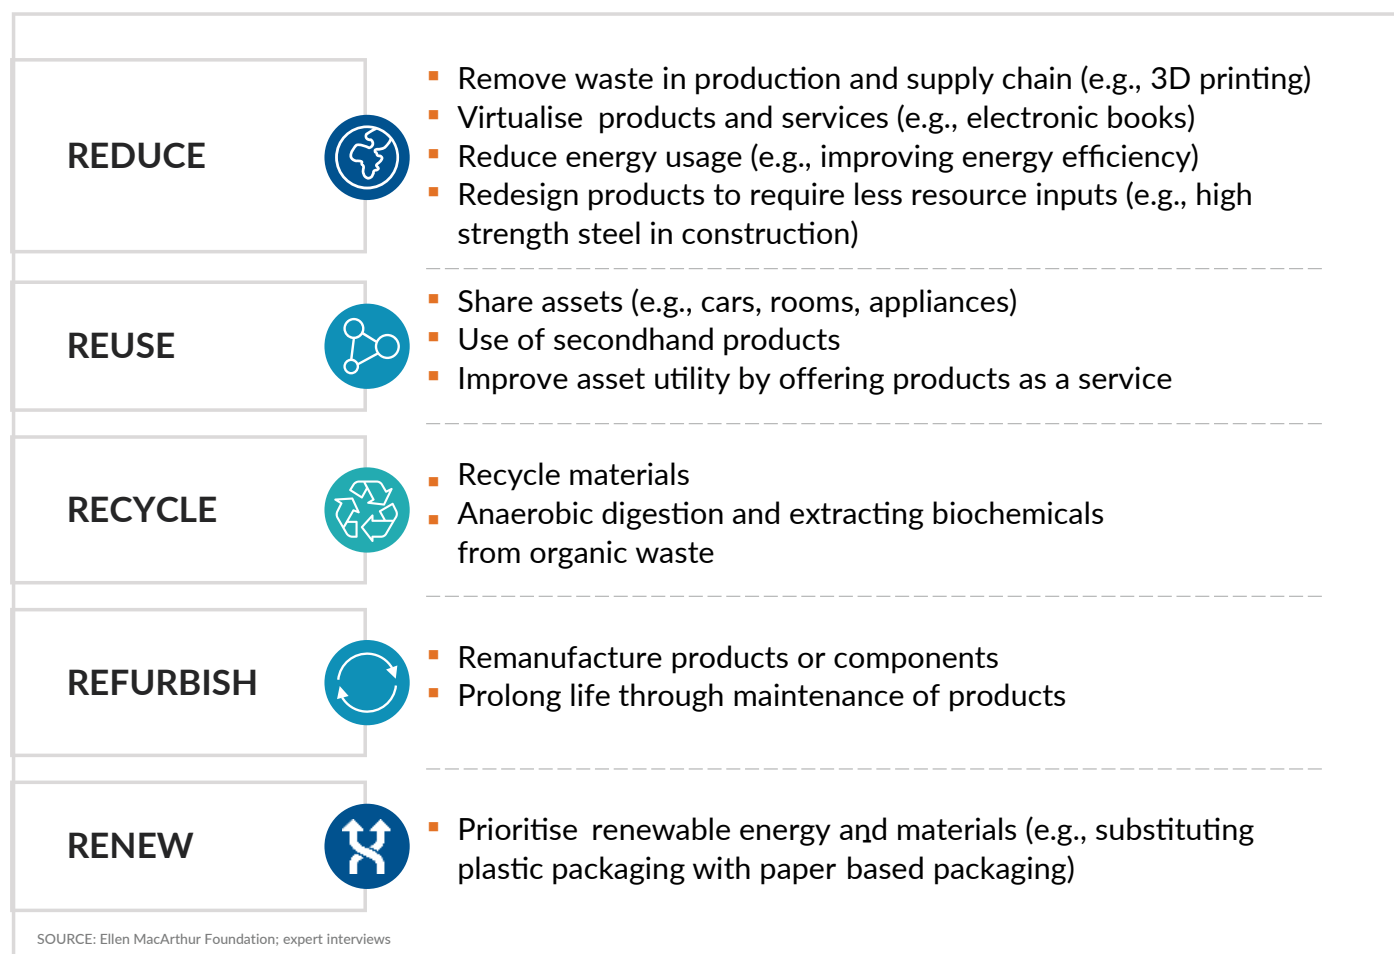 REDUCE
Remove waste in production and supply chain (e.g., 3D printing)
Virtualise products and services (e.g., electronic books)
Reduce energy usage (e.g., improving energy efficiency)
Redesign products to require less resource inputs (e.g., high
strength steel in construction)
REUSE
Share assets (e.g., cars, rooms, appliances)
Use of secondhand products
Improve asset utility by offering products as a service
RECYCLE
Recycle materials
Anaerobic digestion and extracting biochemicals
from organic waste
REFURBISH
Remanufacture products or components
Prolong life through maintenance of products
RENEW
Prioritise renewable energy and materials (e.g., substituting
plastic packaging with paper based packaging)
SOURCE: Ellen MacArthur Foundation; expert interviews